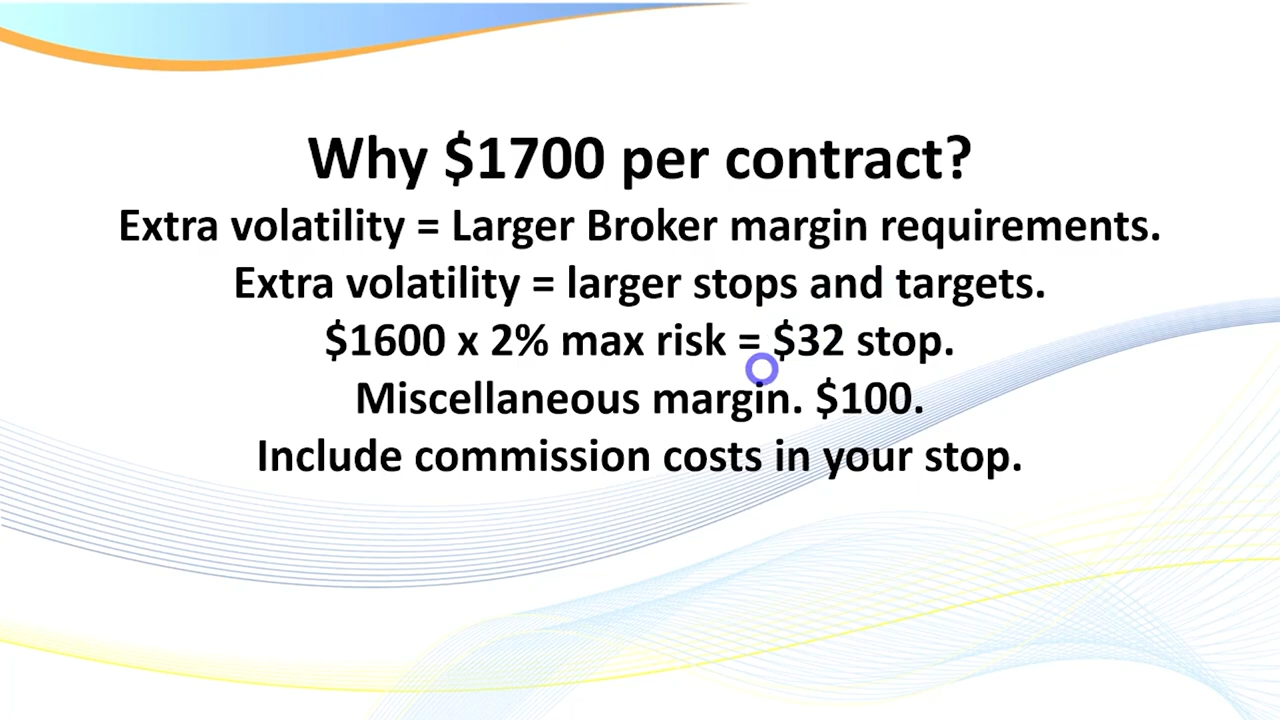 Why $1700 per contract?
Extra volatility = Larger Broker margin requirements.
Extra volatility = larger stops and targets.
$1600 x 2% max risk = $32 stop.
Miscellaneous margin. $100.
Include commission costs in your stop.